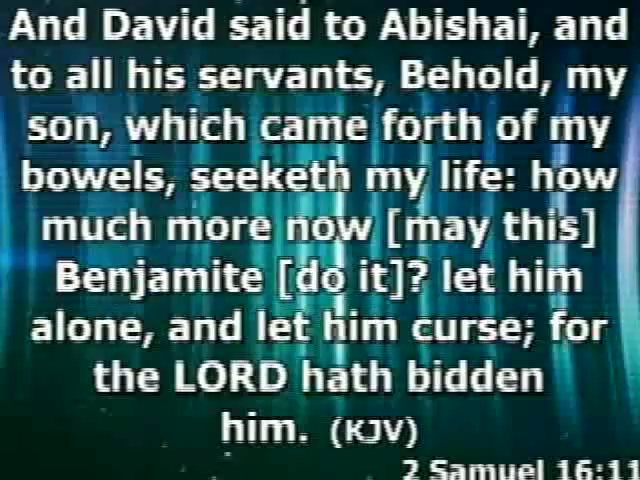 And David said to Abishai, and
to all his servants, Behold, my
son, which came forth of my
bowels, seeketh my life: how
much more now [may this]
Benjamite [do it]? let him
alone, and let him curse; for
the LORD hath bidden
him. (KJV)
2 Samuel 16:11